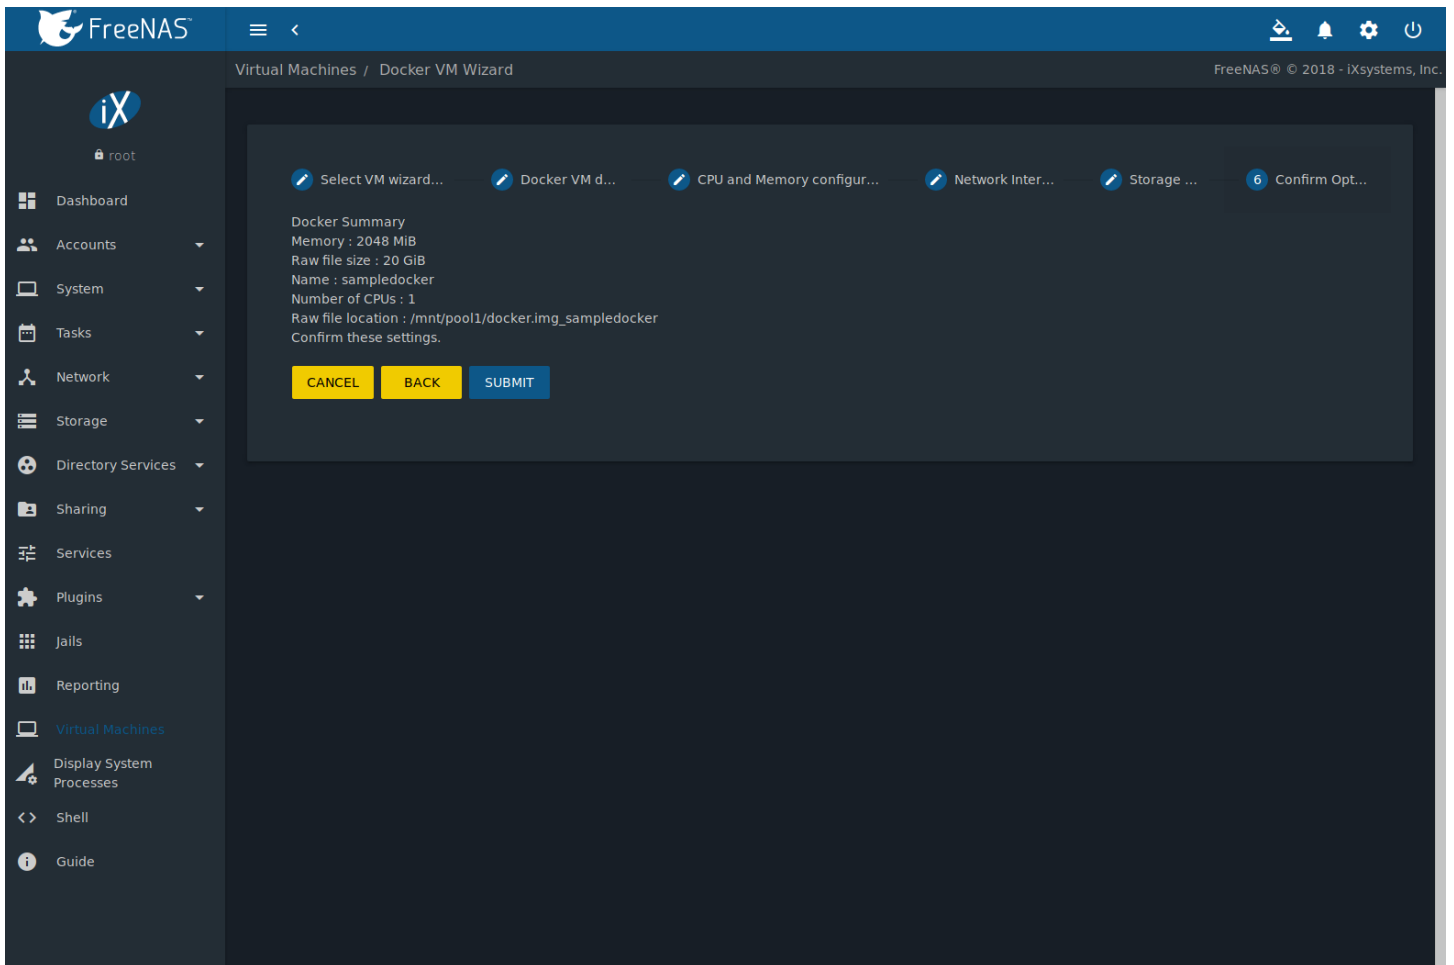 FreeNAS™
Virtual Machines / Docker VM Wizard
FreeNAS® © 2018 - iXsystems, Inc.
iX
root
Dashboard
Accounts
System
Tasks
Network
Storage
Directory Services
Sharing
Services
Plugins
Jails
Reporting
Virtual Machines
Display System
Processes
Shell
Guide
Select VM wizard... Docker VM d... CPU and Memory configur... Network Inter... Storage ... 6 Confirm Opt...
Docker Summary
Memory : 2048 MiB
Raw file size : 20 GiB
Name : sampledocker
Number of CPUs : 1
Raw file location : /mnt/pool1/docker.img_sampledocker
Confirm these settings.
CANCEL BACK SUBMIT